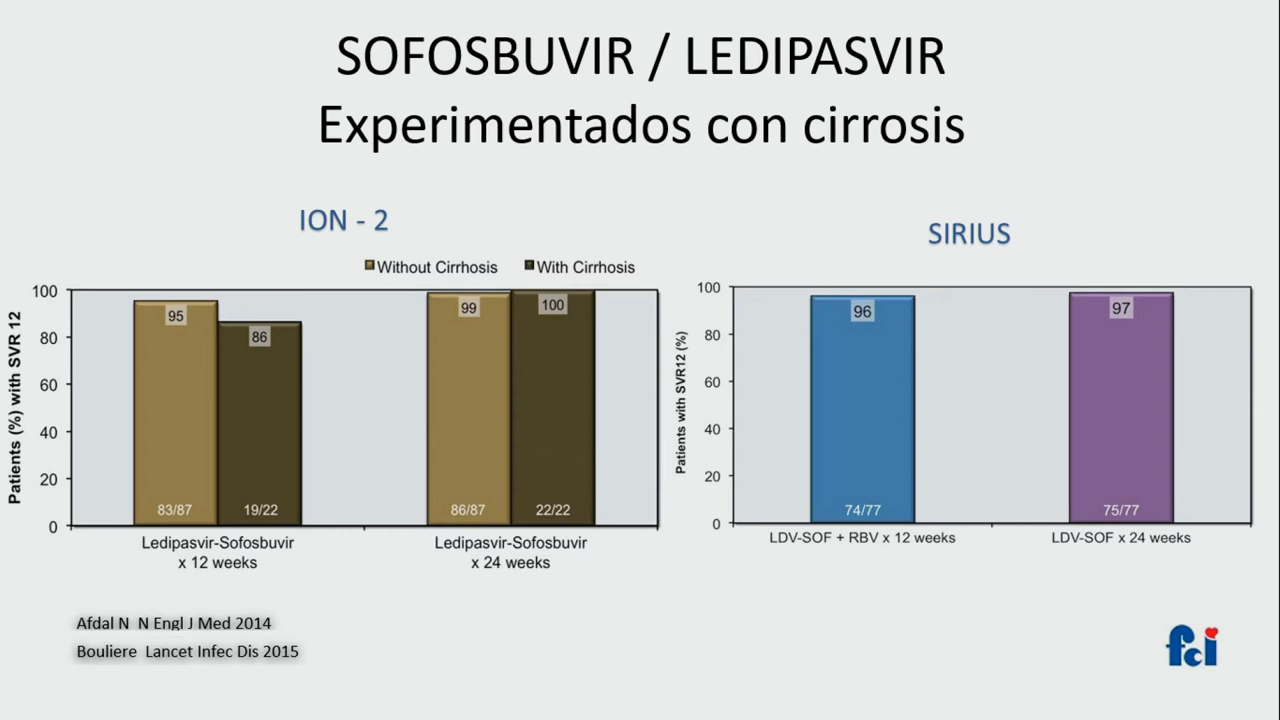 SOFOSBUVIR / LEDIPASVIR
Experimentados con cirrosis
ION - 2
Without Cirrhosis
With Cirrhosis
Patients (%) with SVR 12
100
80
60
40
20
0
95
86
99
100
83/87
19/22
86/87
22/22
Ledipasvir-Sofosbuvir
x 12 weeks
Ledipasvir-Sofosbuvir
x 24 weeks
SIRIUS
Patients with SVR12 (%)
100
80
60
40
20
0
96
97
74/77
75/77
LDV-SOF + RBV x 12 weeks
LDV-SOF x 24 weeks
Afdal N N Engl J Med 2014
Bouliere Lancet Infec Dis 2015
fci